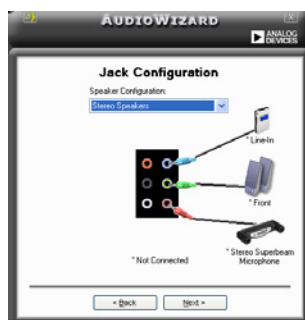 AUDIOWIZARD
ANALOG
DEVICES
Jack Configuration
Speaker Configuration:
Stereo Speakers
* Line-In
* Front
* Stereo Superbeam
Microphone
* Not Connected
< Back
Next >